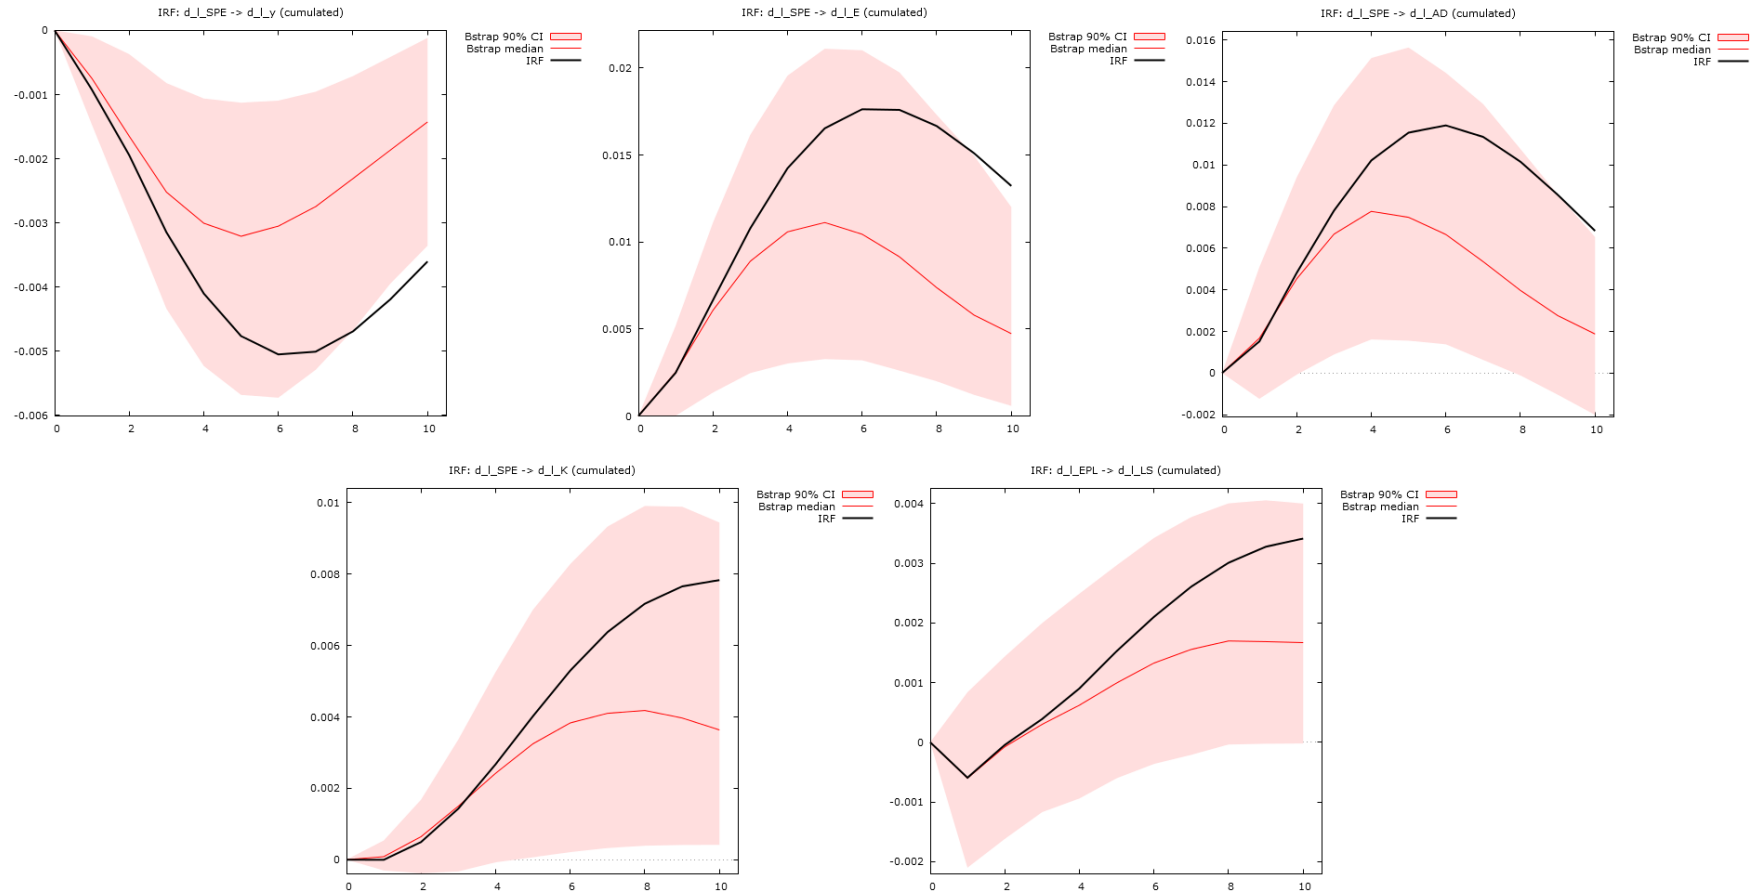 IRF: d_l_SPE -> d_l_y (cumulated)
Bstrap 90% CI
Bstrap median
IRF
0
-0.001
-0.002
-0.003
-0.004
-0.005
-0.006
0 2 4 6 8 10
IRF: d_l_SPE -> d_l_E (cumulated)
Bstrap 90% CI
Bstrap median
IRF
0.02
0.015
0.01
0.005
0
0 2 4 6 8 10
IRF: d_l_SPE -> d_l_AD (cumulated)
Bstrap 90% CI
Bstrap median
IRF
0.016
0.014
0.012
0.01
0.008
0.006
0.004
0.002
0
-0.002
0 2 4 6 8 10
IRF: d_l_SPE -> d_l_K (cumulated)
Bstrap 90% CI
Bstrap median
IRF
0.01
0.008
0.006
0.004
0.002
0
0 2 4 6 8 10
IRF: d_l_EPL -> d_l_LS (cumulated)
Bstrap 90% CI
Bstrap median
IRF
0.004
0.003
0.002
0.001
0
-0.001
-0.002
0 2 4 6 8 10